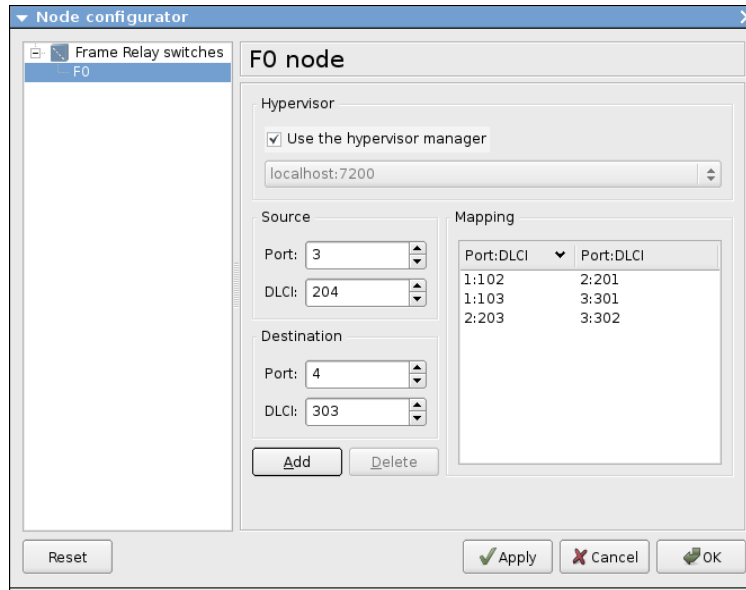 Node configurator
Frame Relay switches
F0
F0 node
Hypervisor
Use the hypervisor manager
localhost:7200
Source
Port: 3
DLCI: 204
Destination
Port: 4
DLCI: 303
Add Delete
Mapping
Port:DLCI Port:DLCI
1:102 2:201
1:103 3:301
2:203 3:302
Reset Apply Cancel OK